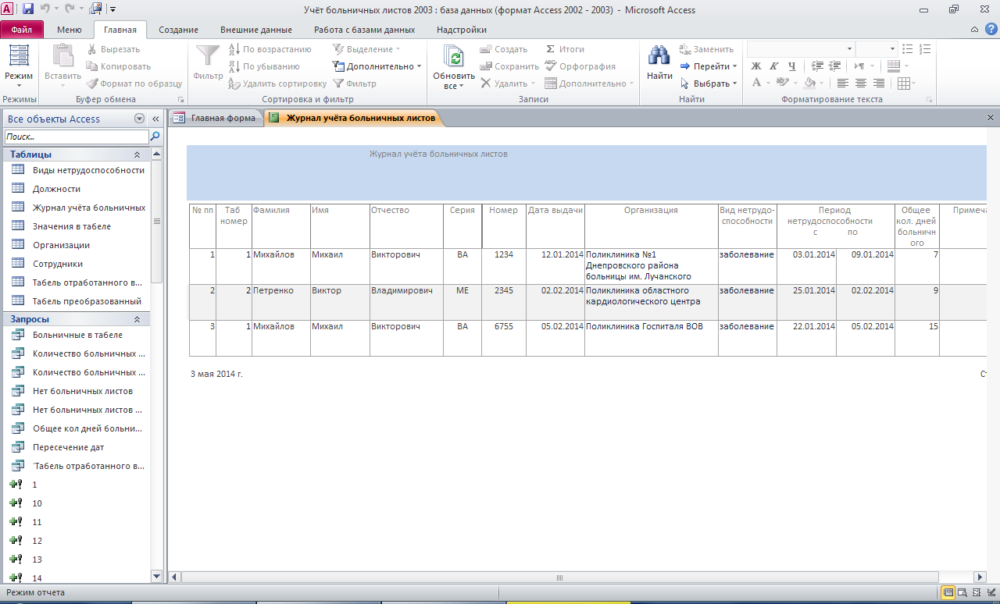 Учёт больничных листов 2003 : база данных (формат Access 2002 - 2003) - Microsoft Access
Файл Меню Главная Создание Внешние данные Работа с базами данных Надстройки
Режим
Режимы
Вставить
Вырезать
Копировать
Формат по образцу
Буфер обмена
Фильтр
По возрастанию
По убыванию
Удалить сортировку
Выделение
Дополнительно
Фильтр
Сортировка и фильтр
Обновить
все
Создать
Сохранить
Удалить
Итоги
Орфография
Дополнительно
Записи
Найти
Заменить
Перейти
Выбрать
Найти
Ж К Ч
А
Форматирование текста
Все объекты Access
Поиск...
Таблицы
Виды нетрудоспособности
Должности
Журнал учёта больничных
Значения в табеле
Организации
Сотрудники
Табель отработанного в...
Табель преобразованный
Запросы
Больничные в табеле
Количество больничных ...
Количество больничных ...
Нет больничных листов
Нет больничных листов ...
Общее кол дней больни...
Пересечение дат
'Табель отработанного в...
1
10
11
12
13
14
Главная форма Журнал учёта больничных листов
Журнал учёта больничных листов
№ пп Таб номер Фамилия Имя Отчество Серия Номер Дата выдачи Организация Вид нетрудо-способности Период нетрудоспособности с по Общее кол. дней больничного Примеча
1 1 Михайлов Михаил Викторович ВА 1234 12.01.2014 Поликлиника №1 заболевание 03.01.2014 09.01.2014 7
Днепровского района
больницы им. Лучанского
2 2 Петренко Виктор Владимирович МЕ 2345 02.02.2014 Поликлиника областного заболевание 25.01.2014 02.02.2014 9
кардиологического центра
3 1 Михайлов Михаил Викторович ВА 6755 05.02.2014 Поликлиника Госпиталя ВОВ заболевание 22.01.2014 05.02.2014 15
3 мая 2014 г. Ст
Режим отчета